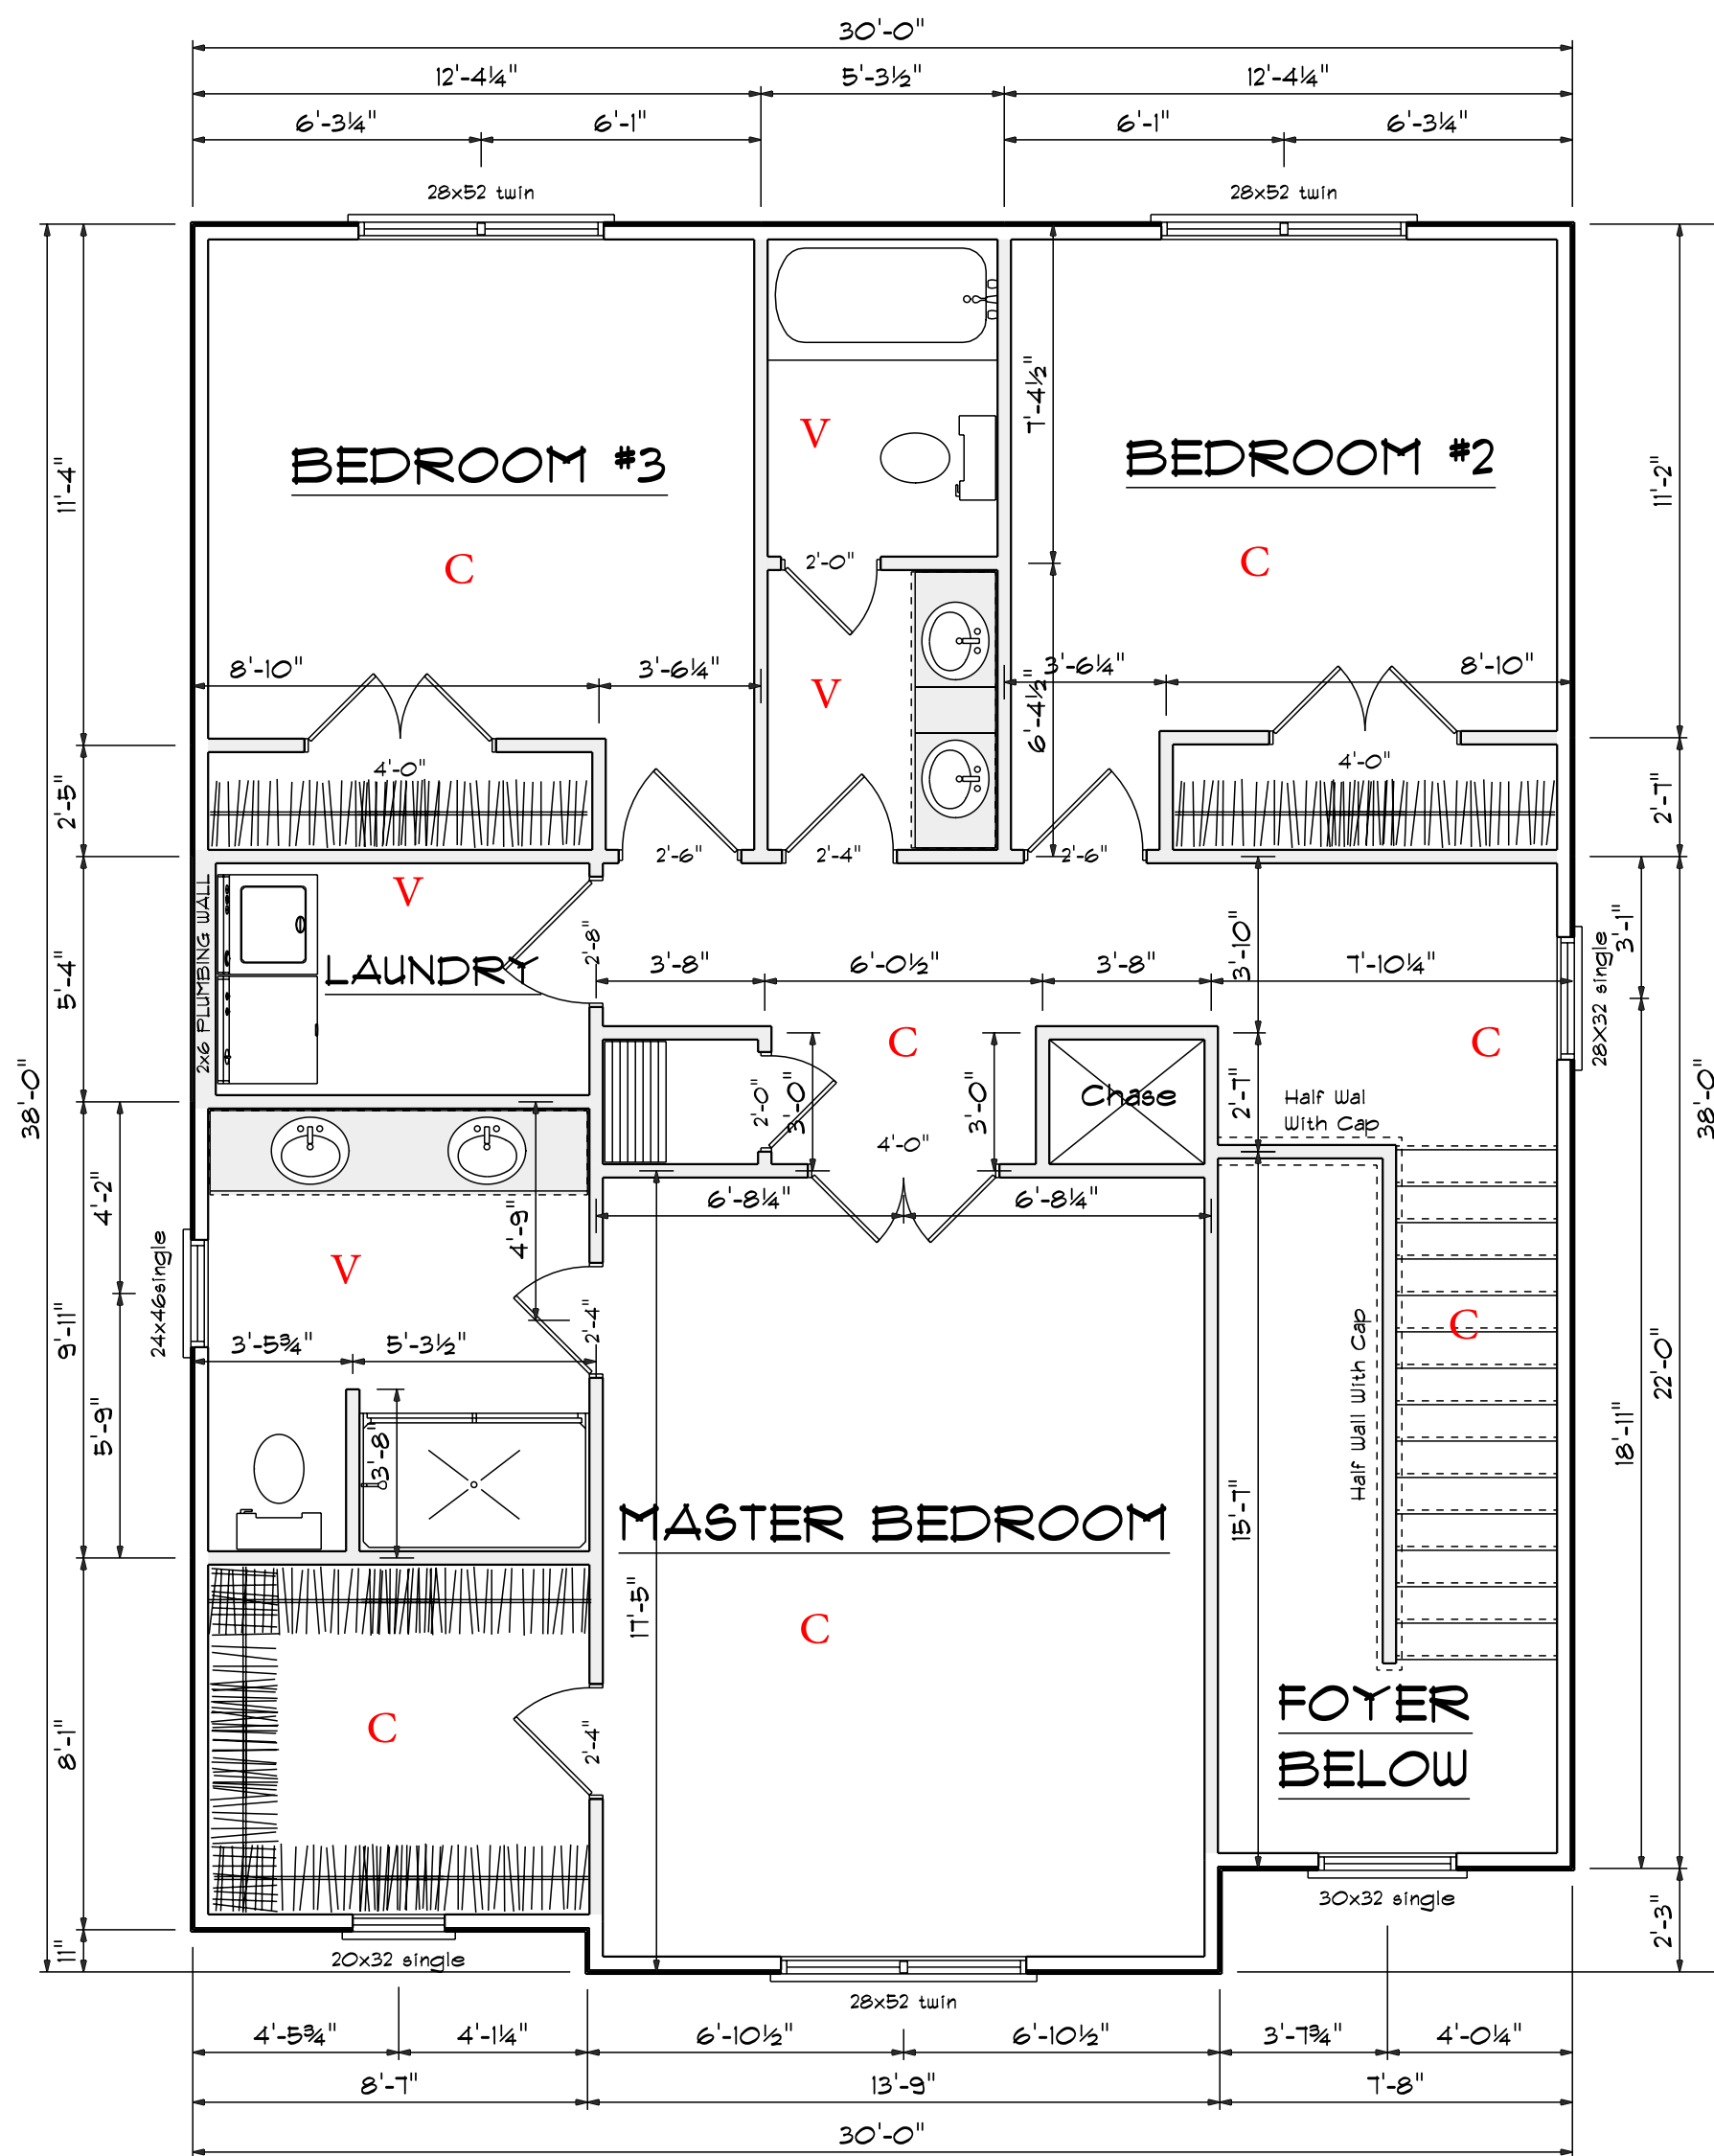 30'-0"
12'-4¼" 5'-3½" 12'-4¼"
6'-3¼" 6'-1" 6'-1" 6'-3¼"
28x52 twin 28x52 twin
7'-4½"
V
BEDROOM #3 BEDROOM #2
11'-4" 11'-2"
C 2'-0" C
8'-10" 3'-6¼" V 3'-6¼" 8'-10"
6'-4½"
4'-0" 4'-0"
2'-5" 2'-7"
2'-6" 2'-4" 2'-6"
V
2x6 PLUMBING WALL
LAUNDRY
5'-4" 2'-8" 3'-10" 3'-1"
3'-8" 6'-0½" 3'-8" 7'-10¼"
28X32 single
C C
38'-0" 38'-0"
2'-0" 3'-0" 3'-0" Chase 2'-7"
Half Wal
With Cap
4'-0"
4'-2" 4'-9" 6'-8¼" 6'-8¼"
24x46single
V 2'-4" C
9'-11" 3'-5¾" 5'-3½" Half Wall With Cap 22'-0"
5'-9" 3'-8" 18'-11"
MASTER BEDROOM 15'-7"
17'-5"
C
C 2'-4"
8'-1"
FOYER
BELOW
30x32 single
11" 2'-3"
20x32 single
28x52 twin
4'-5¾" 4'-1¼" 6'-10½" 6'-10½" 3'-7¾" 4'-0¼"
8'-7" 13'-9" 7'-8"
30'-0"